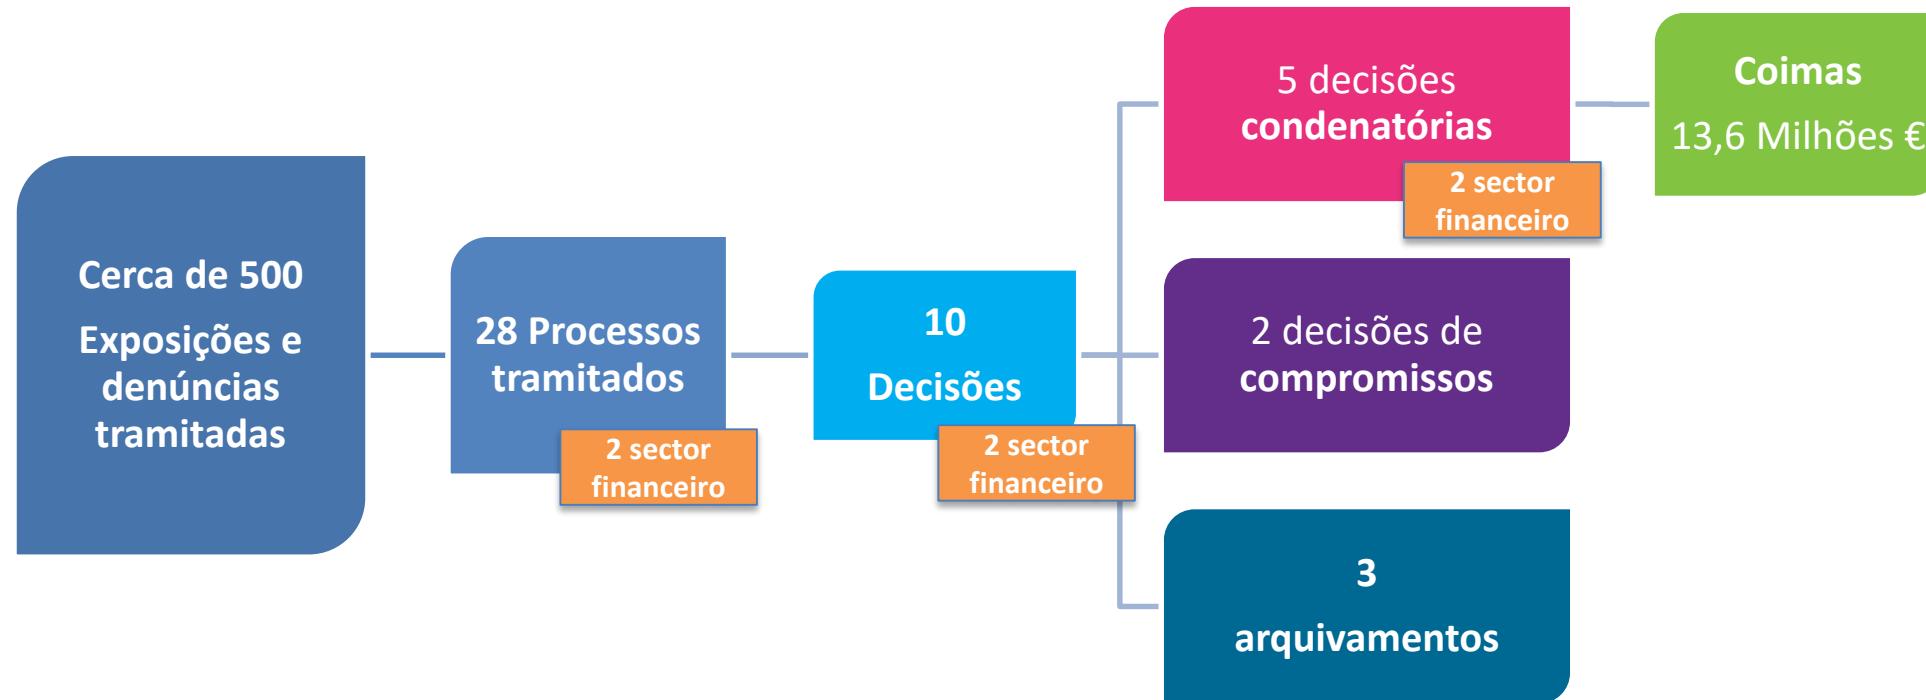 Cerca de 500
Exposições e
denúncias
tramitadas
28 Processos
tramitados
2 sector
financeiro
10
Decisões
2 sector
financeiro
5 decisões
condenatórias
2 sector
financeiro
Coimas
13,6 Milhões €
2 decisões de
compromissos
3
arquivamentos